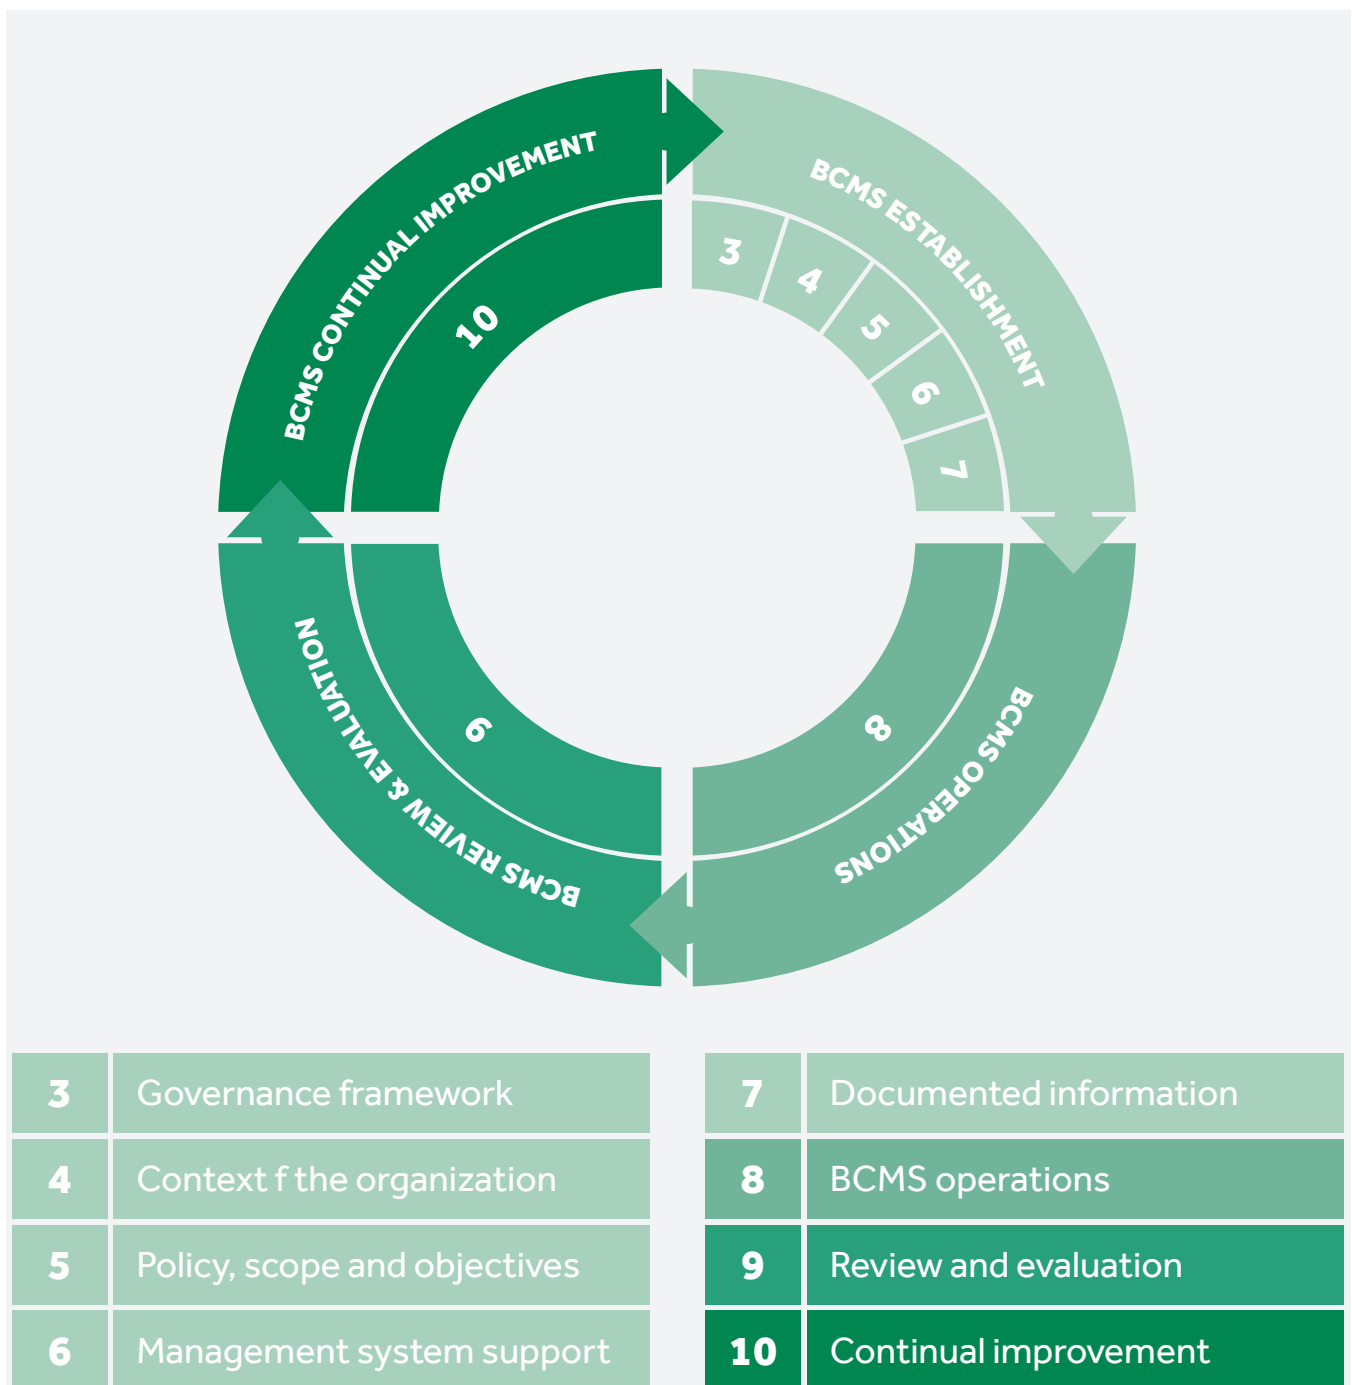 BCMS CONTINUAL IMPROVEMENT
10
BCMS ESTABLISHMENT
3
4
5
6
7
BCMS OPERATIONS
8
BCMS REVIEW & EVALUATION
9
3 Governance framework
4 Context f the organization
5 Policy, scope and objectives
6 Management system support
7 Documented information
8 BCMS operations
9 Review and evaluation
10 Continual improvement